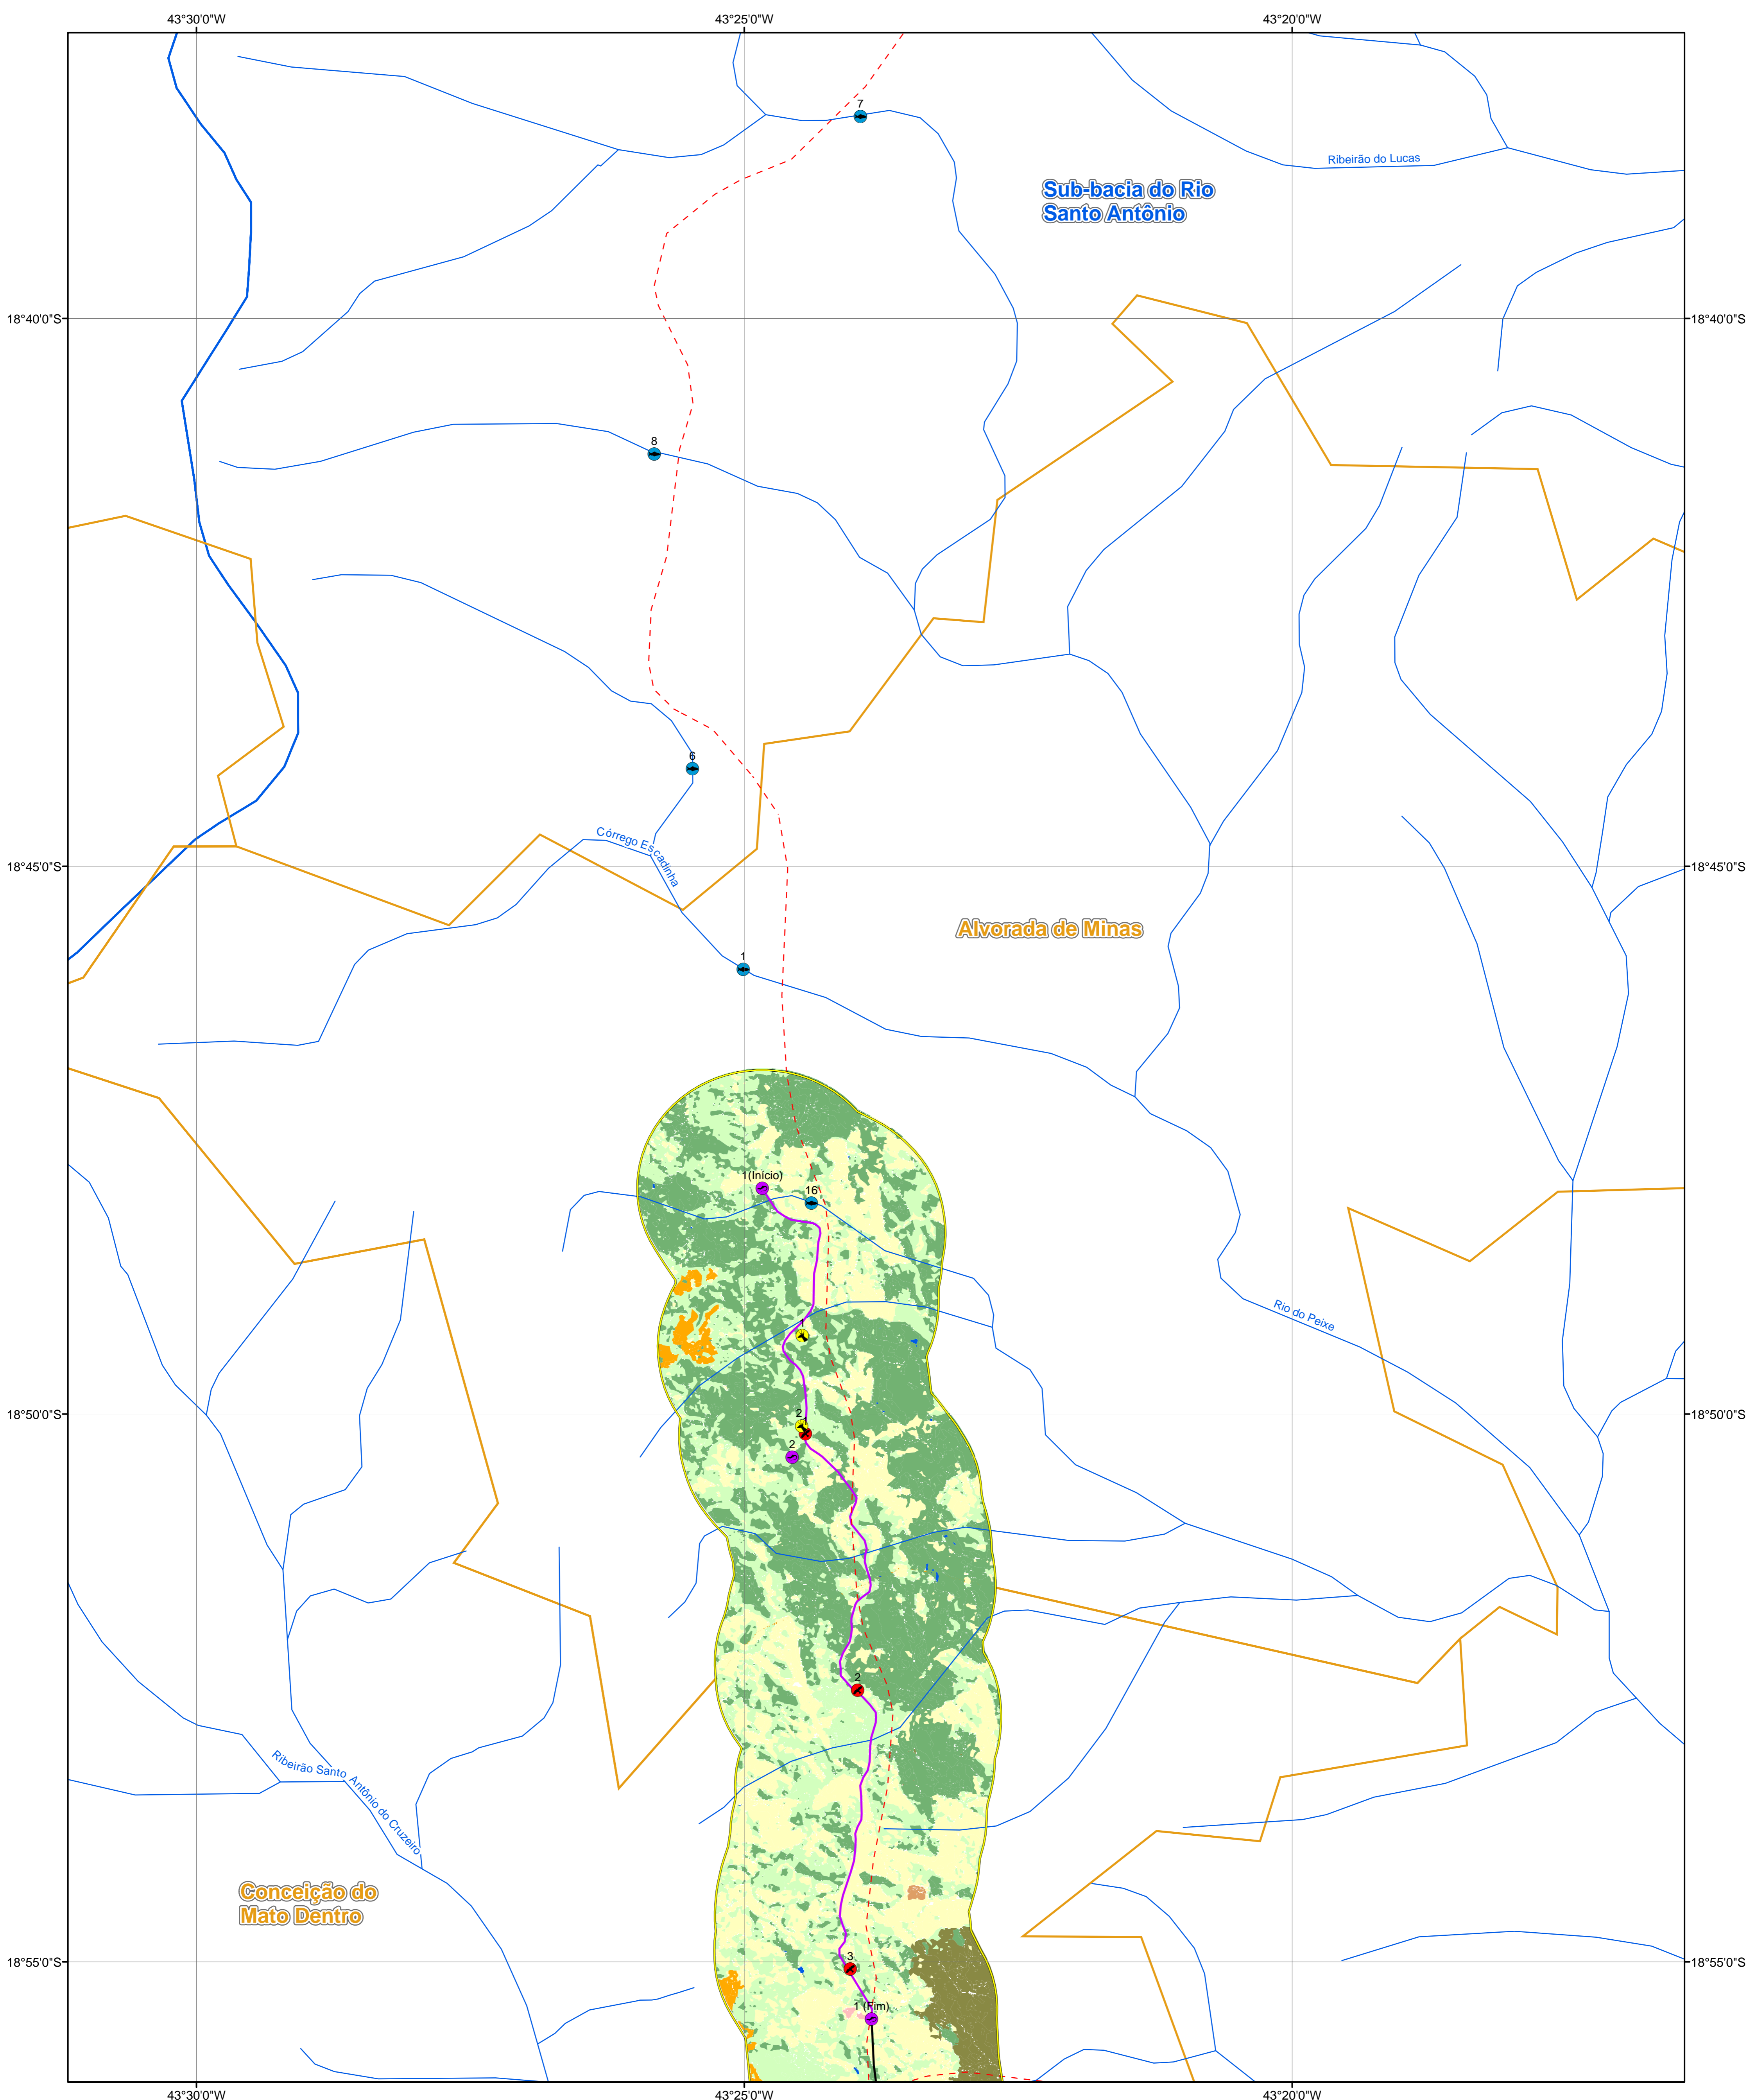 43°30'0"W
43°25'0"W
43°20'0"W
7
Ribeirão do Lucas
Sub-bacia do Rio
Santo Antônio
18°40'0"S
18°40'0"S
8
6
Córrego Escadinha
18°45'0"S
18°45'0"S
Alvorada de Minas
1
1(Início)
16
Rio do Peixe
1
18°50'0"S
18°50'0"S
2
1
2
2
Ribeirão Santo Antônio do Cruzeiro
Conceição do
Mato Dentro
18°55'0"S
18°55'0"S
3
1 (Fim)
43°30'0"W
43°25'0"W
43°20'0"W